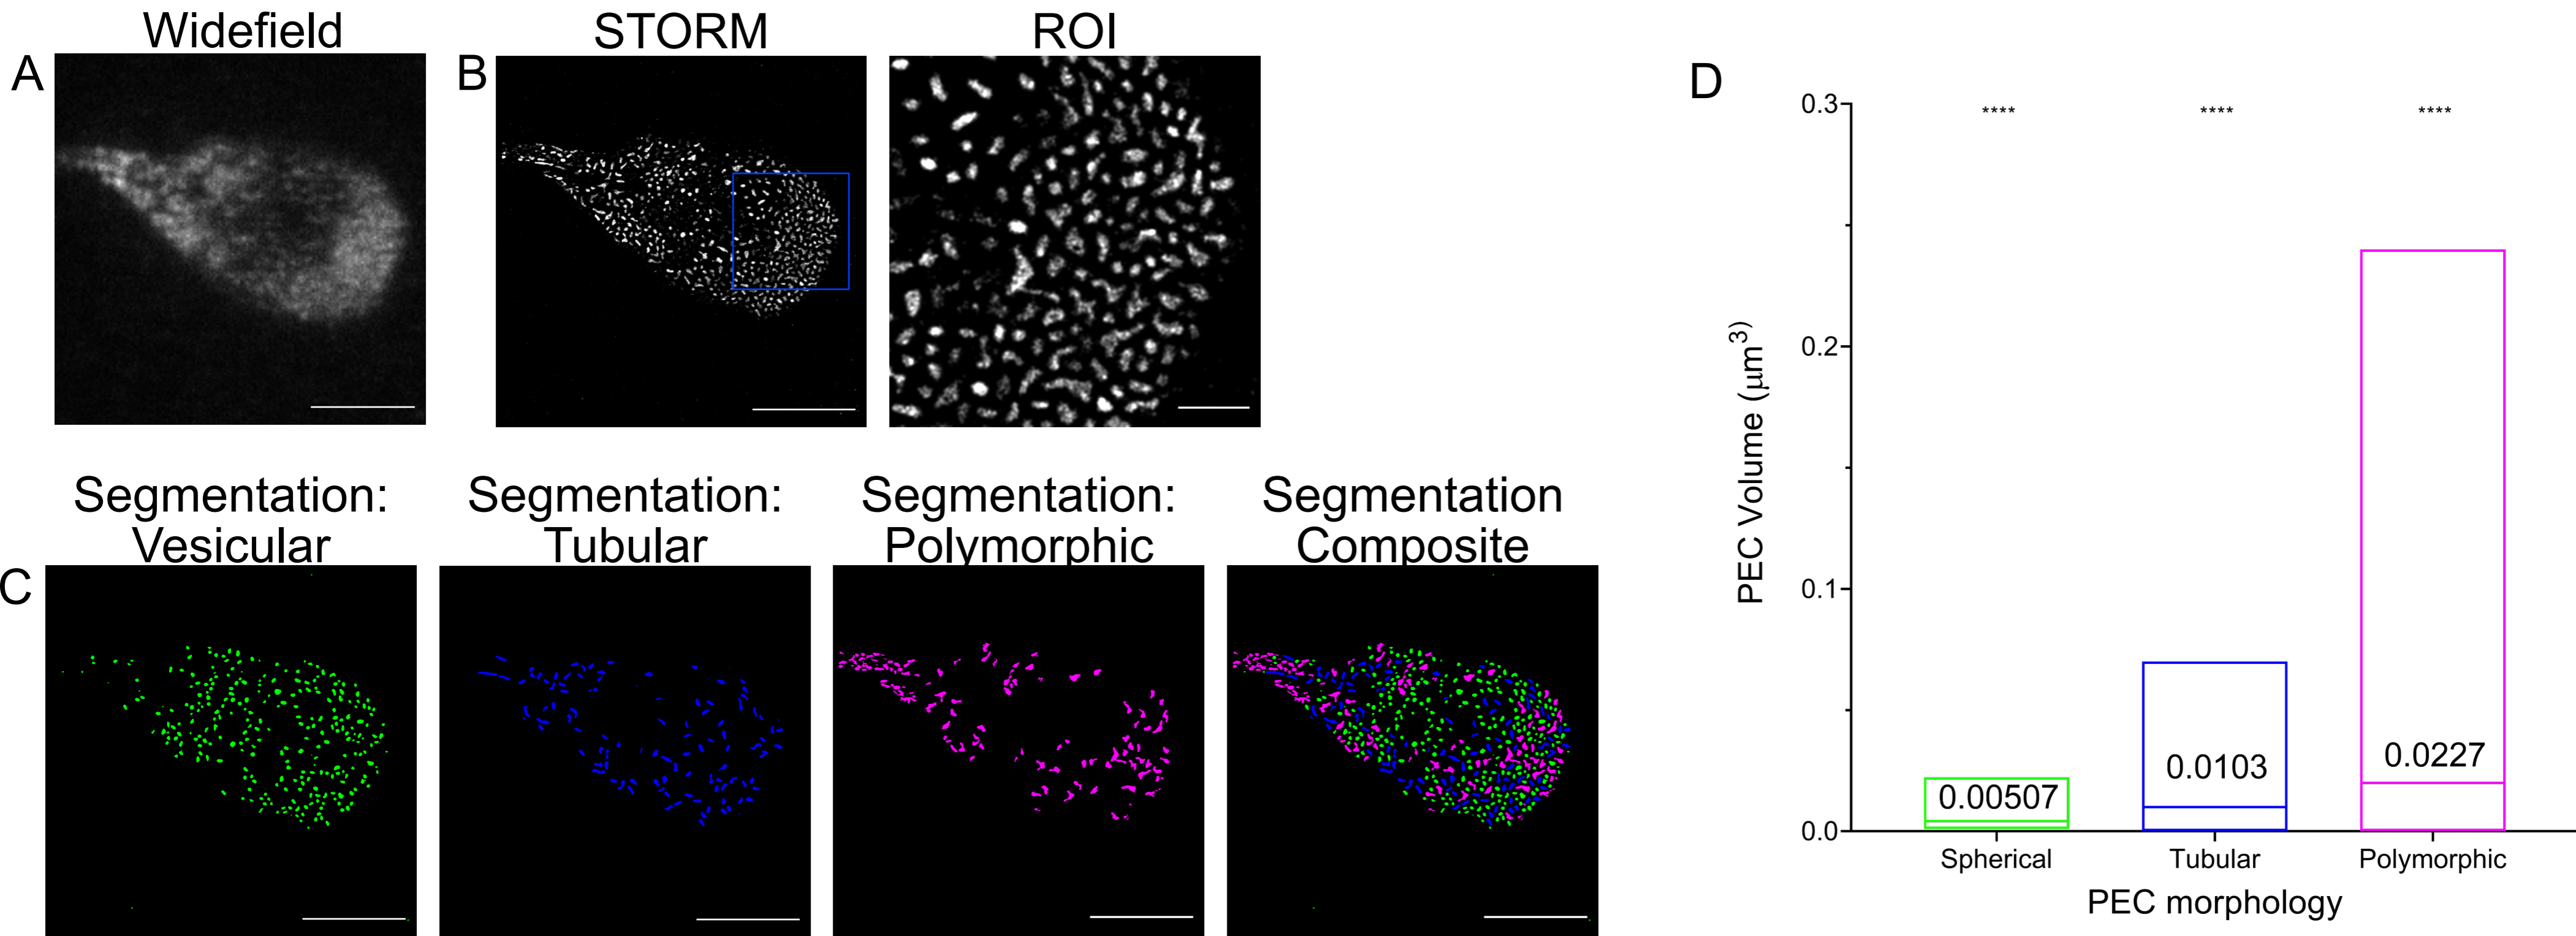 A
Widefield
B
STORM
ROI
C
Segmentation:
Vesicular
Segmentation:
Tubular
Segmentation:
Polymorphic
Segmentation
Composite
D
PEC Volume (μm³)
0.3
0.2
0.1
0.0
****
****
****
0.00507
0.0103
0.0227
Spherical
Tubular
Polymorphic
PEC morphology